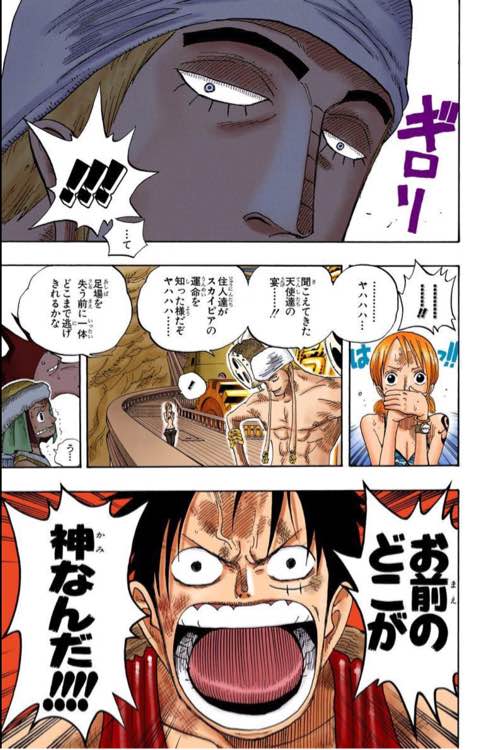 ギロリ
!!!!
…て
はっ!!
…………
……!!
ヤハハ……
聞こえてきた
天使達の
宴…!!
住人達が
スカイピアの
運命を
知った様だぞ
ヤハハハ……
!!!
足場を
失う前に一体
どこまで逃げ
きれるかな
う…
お前の
どこが
神なんだ!!!!